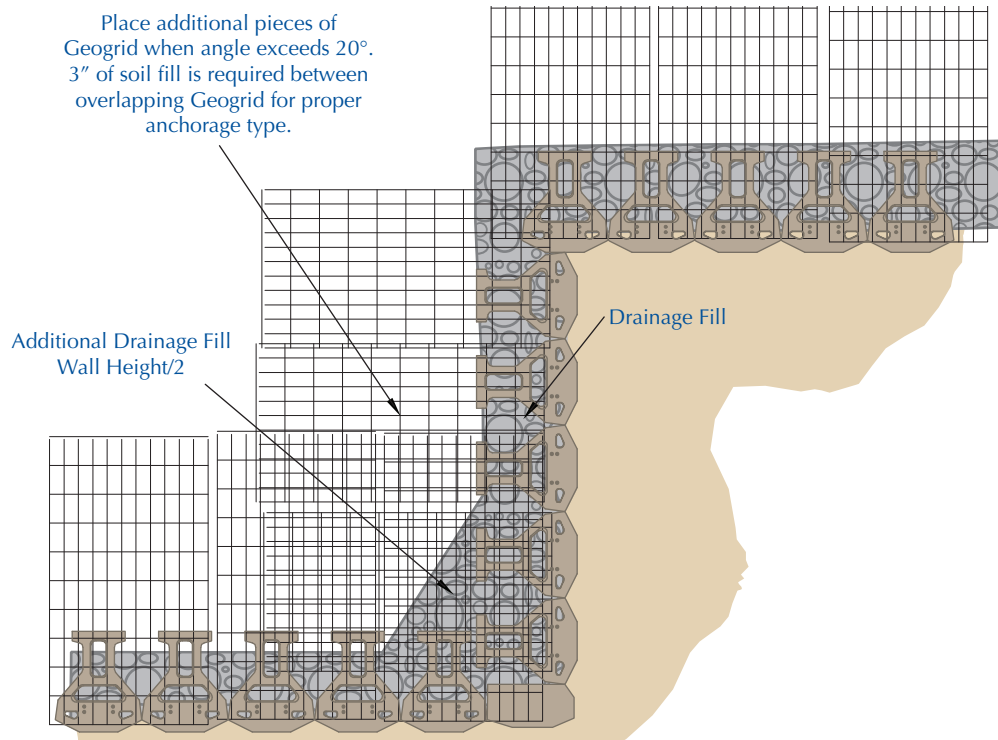 Place additional pieces of
Geogrid when angle exceeds 20°.
3” of soil fill is required between
overlapping Geogrid for proper
anchorage type.
Drainage Fill
Additional Drainage Fill
Wall Height/2